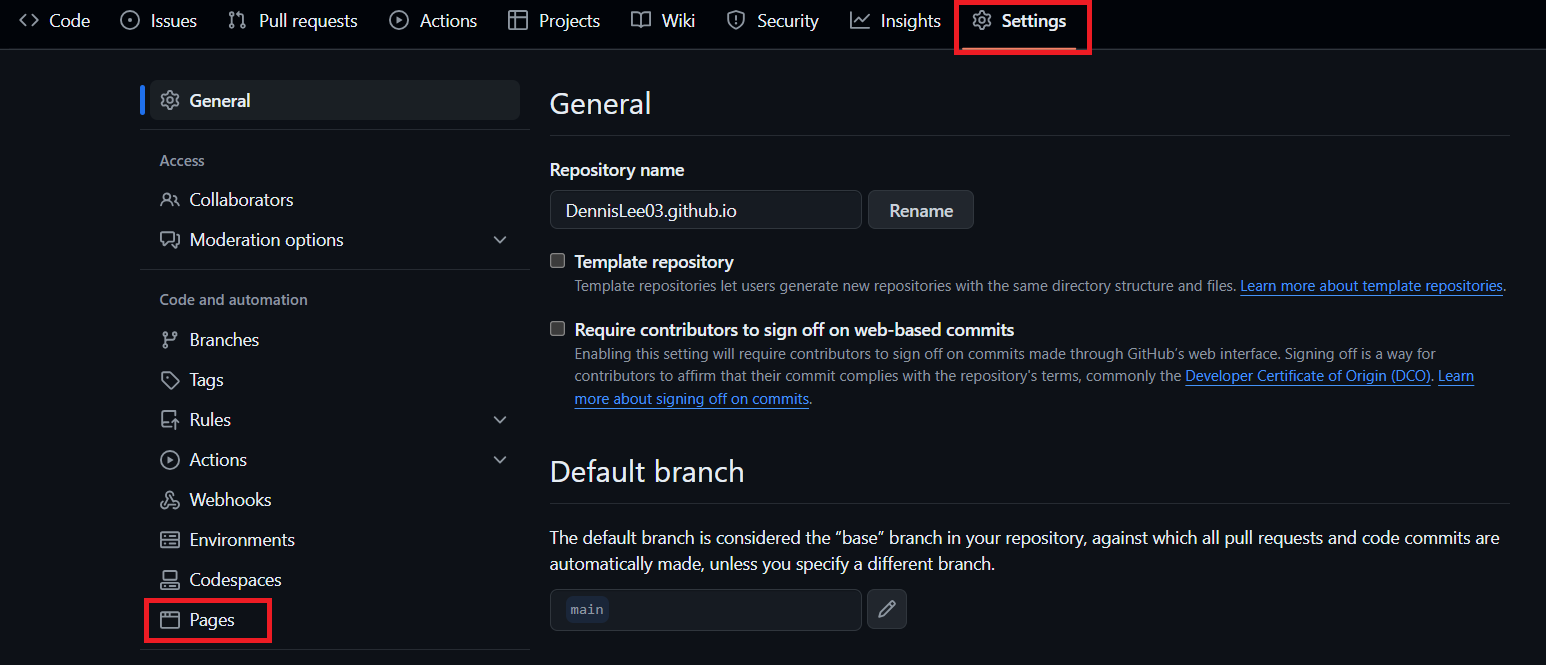 Code Issues Pull requests Actions Projects Wiki Security Insights Settings
General
Access
Collaborators
Moderation options
Code and automation
Branches
Tags
Rules
Actions
Webhooks
Environments
Codespaces
Pages
General
Repository name
DennisLee03.github.io Rename
Template repository
Template repositories let users generate new repositories with the same directory structure and files. Learn more about template repositories.
Require contributors to sign off on web-based commits
Enabling this setting will require contributors to sign off on commits made through GitHub's web interface. Signing off is a way for
contributors to affirm that their commit complies with the repository's terms, commonly the Developer Certificate of Origin (DCO). Learn
more about signing off on commits.
Default branch
The default branch is considered the “base” branch in your repository, against which all pull requests and code commits are
automatically made, unless you specify a different branch.
main